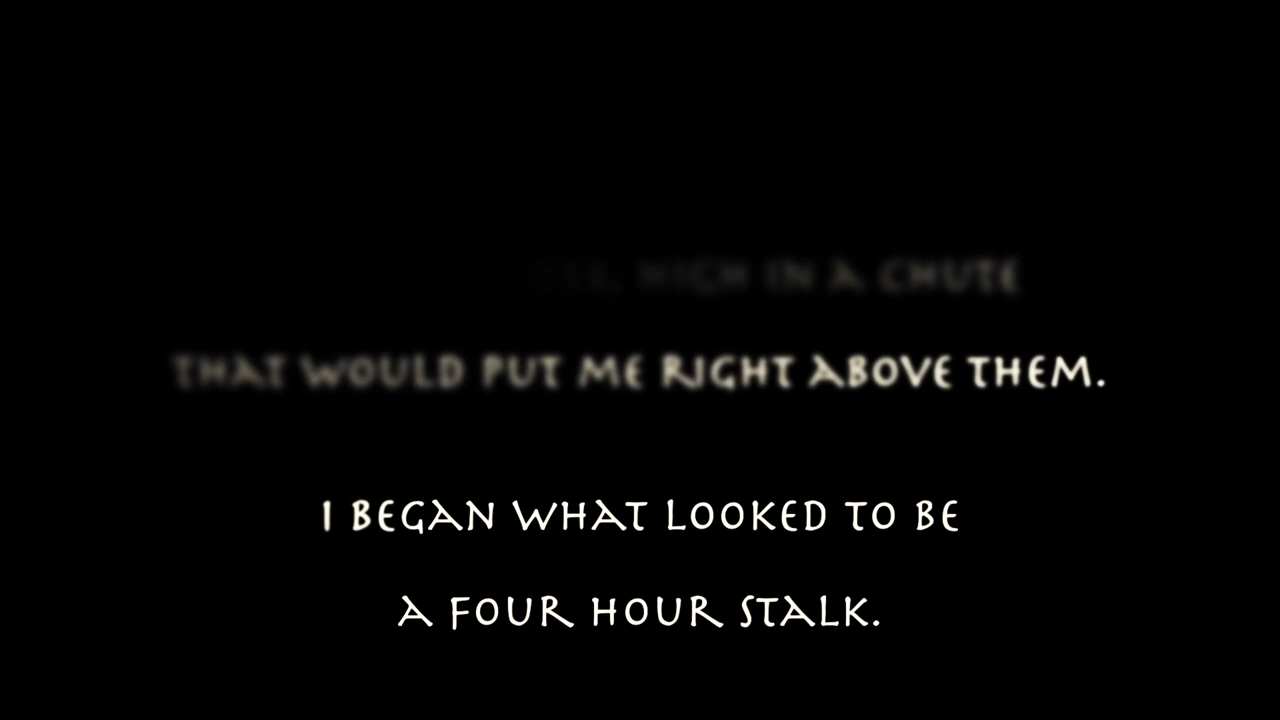 HIGH IN A CHUTE
THAT WOULD PUT ME RIGHT ABOVE THEM.
I BEGAN WHAT LOOKED TO BE
A FOUR HOUR STALK.